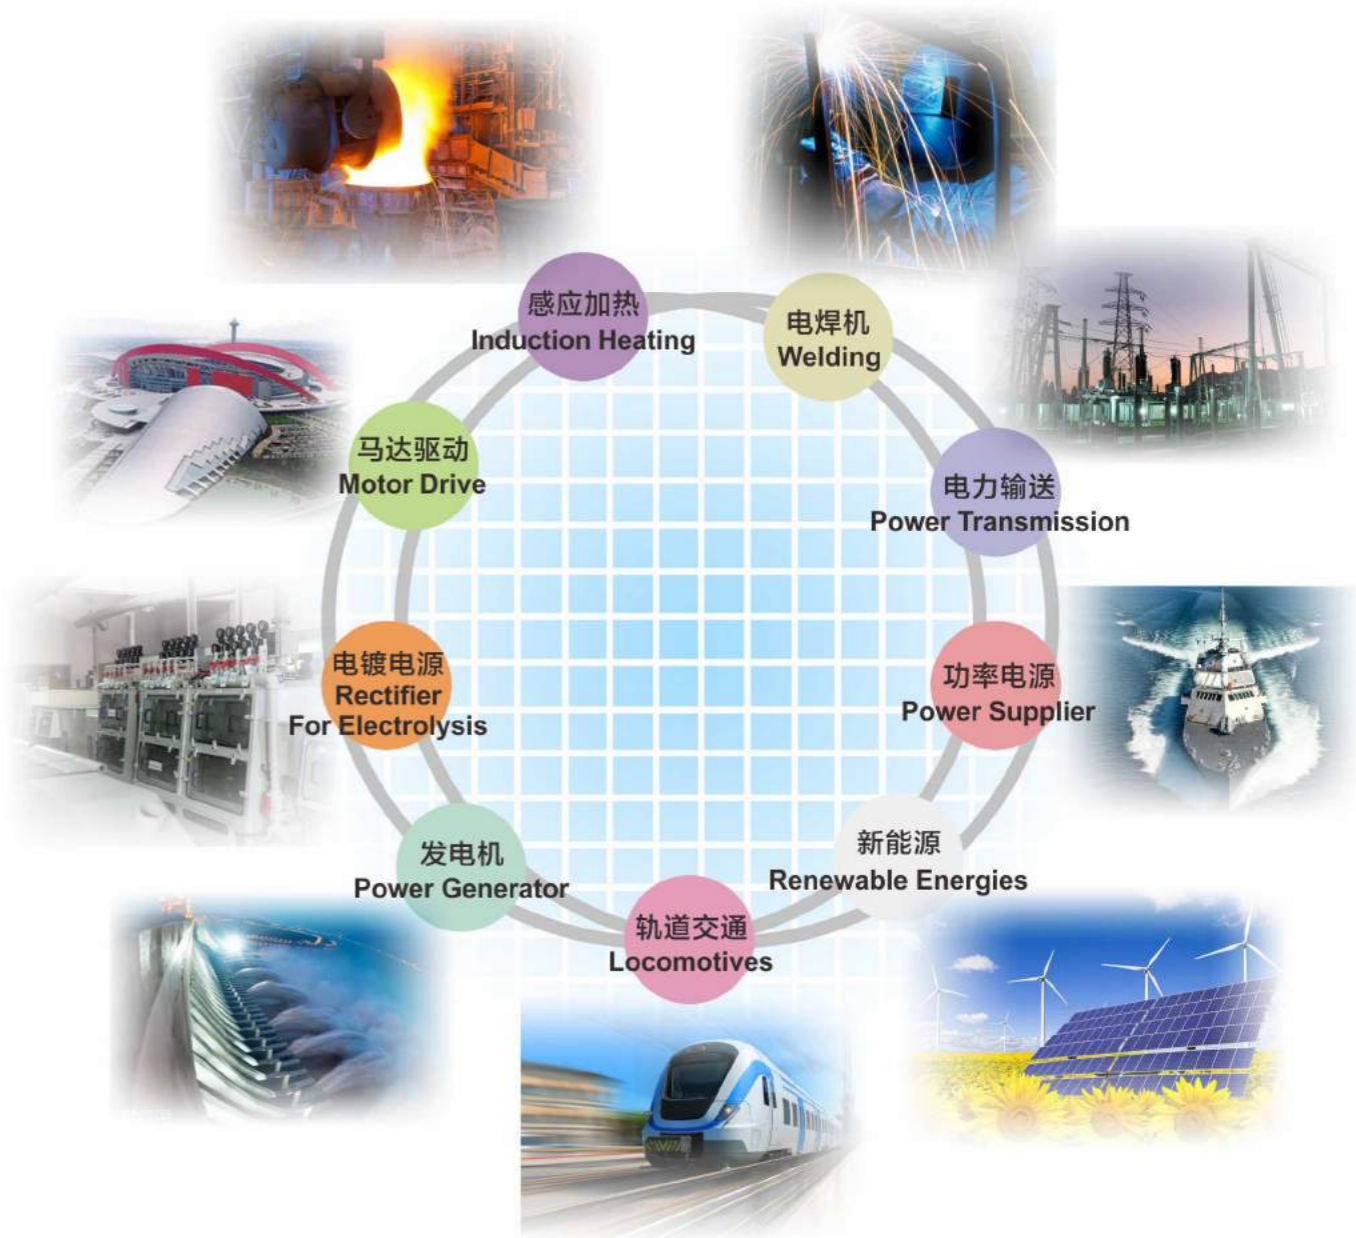 感应加热
Induction Heating
电焊机
Welding
电力输送
Power Transmission
功率电源
Power Supplier
新能源
Renewable Energies
轨道交通
Locomotives
发电机
Power Generator
电镀电源
Rectifier
For Electrolysis
马达驱动
Motor Drive